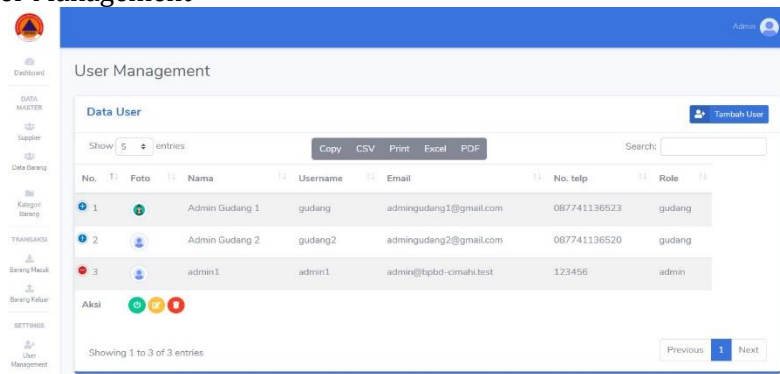 Admin
Dashboard
DATA
MASTER
Supplier
Data Barang
Kategori
Barang
TRANSAKSI
Barang Masuk
Barang Keluar
SETTINGS
User
Management
User Management
Data User
Tambah User
Show 5 entries
Copy CSV Print Excel PDF
Search:
No. Foto Nama Username Email No. telp Role
1 Admin Gudang 1 gudang admingudang1@gmail.com 087741136523 gudang
2 Admin Gudang 2 gudang2 admingudang2@gmail.com 087741136520 gudang
3 admin1 admin1 admin@bpbd-cimahi.test 123456 admin
Aksi
Showing 1 to 3 of 3 entries
Previous 1 Next